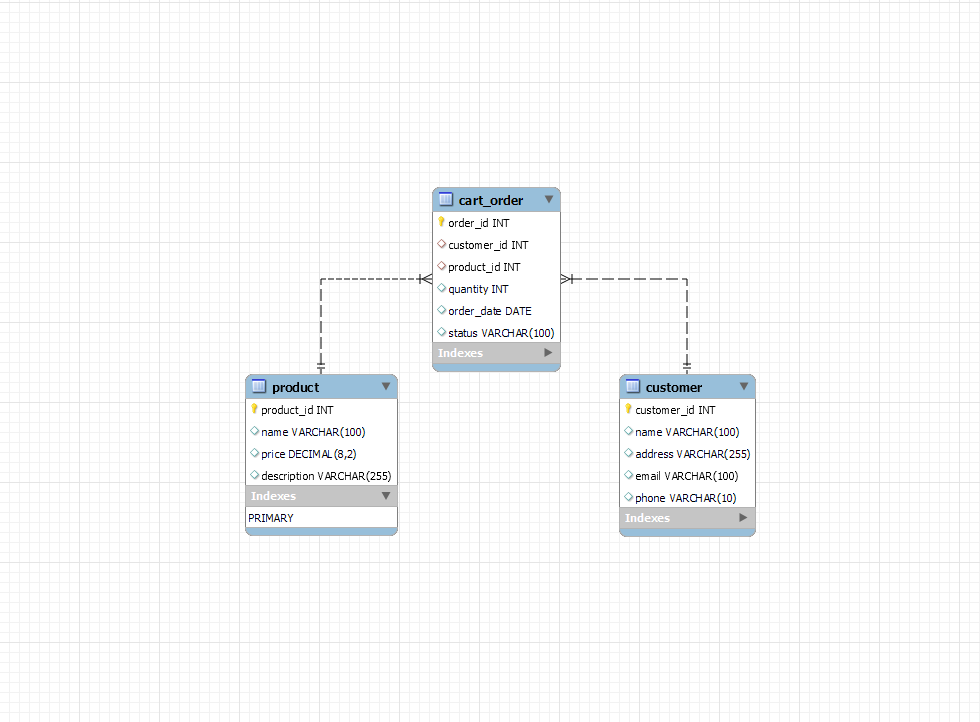 cart_order
order_id INT
customer_id INT
product_id INT
quantity INT
order_date DATE
status VARCHAR(100)
Indexes
product
product_id INT
name VARCHAR(100)
price DECIMAL(8,2)
description VARCHAR(255)
Indexes
PRIMARY
customer
customer_id INT
name VARCHAR(100)
address VARCHAR(255)
email VARCHAR(100)
phone VARCHAR(10)
Indexes